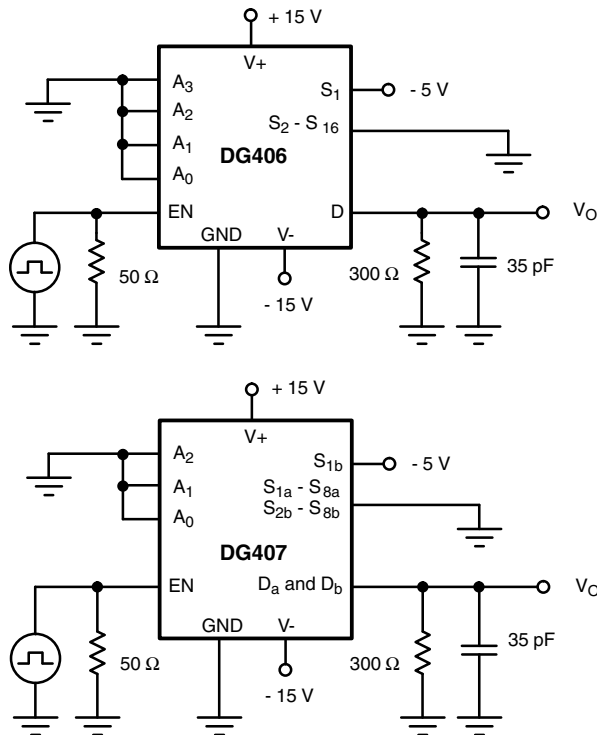 + 15 V
V+
A3
S1
- 5 V
A2
S2 - S 16
A1
DG406
A0
EN
D
VO
GND
V-
50 Ω
300 Ω
35 pF
- 15 V
+ 15 V
V+
A2
S1b
- 5 V
A1
S1a - S8a
A0
S2b - S8b
DG407
EN
Da and Db
VO
GND
V-
50 Ω
300 Ω
35 pF
- 15 V